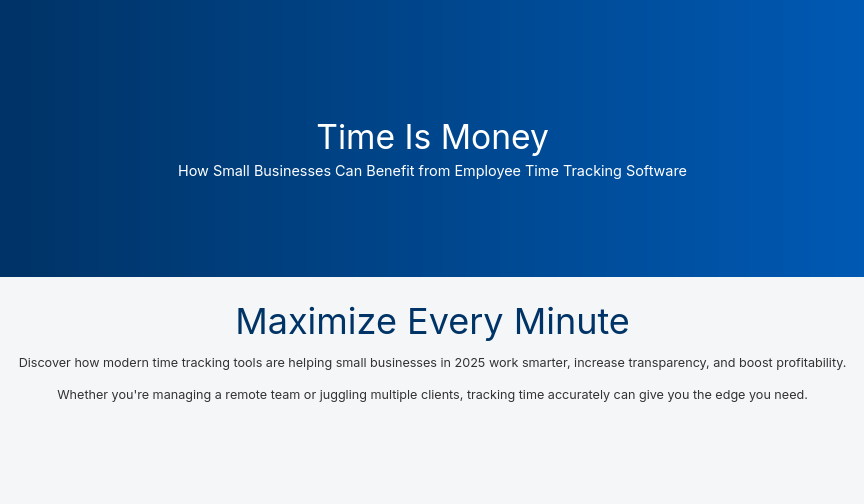 Time Is Money
How Small Businesses Can Benefit from Employee Time Tracking Software
Maximize Every Minute
Discover how modern time tracking tools are helping small businesses in 2025 work smarter, increase transparency, and boost profitability.
Whether you're managing a remote team or juggling multiple clients, tracking time accurately can give you the edge you need.